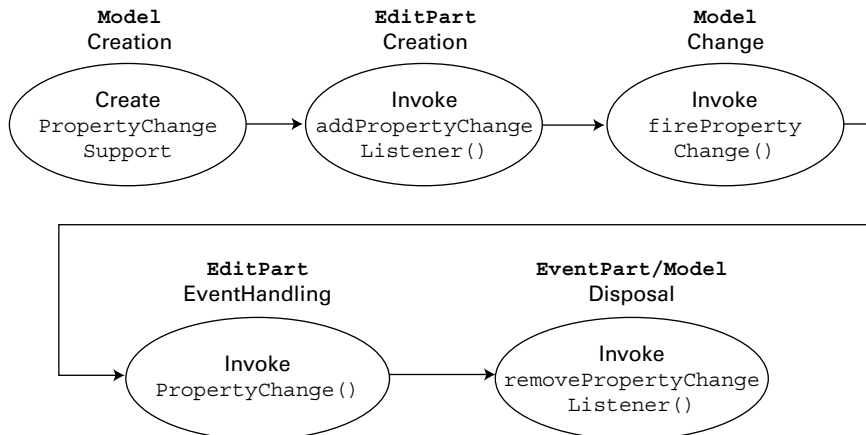 Model
Creation
Create
PropertyChange
Support
EditPart
Creation
Invoke
addPropertyChange
Listener()
Model
Change
Invoke
fireProperty
Change()
EditPart
EventHandling
Invoke
PropertyChange()
EventPart/Model
Disposal
Invoke
removePropertyChange
Listener()